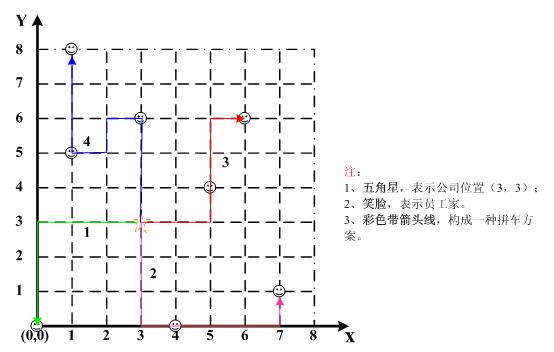 Y
8
7
6
5
4
3
2
1
4
3
1
2
(0,0)
1 2 3 4 5 6 7 8
X
注：
1、五角星，表示公司位置（3，3）；
2、笑脸，表示员工家。
3、彩色带箭头线，构成一种拼车方
案。